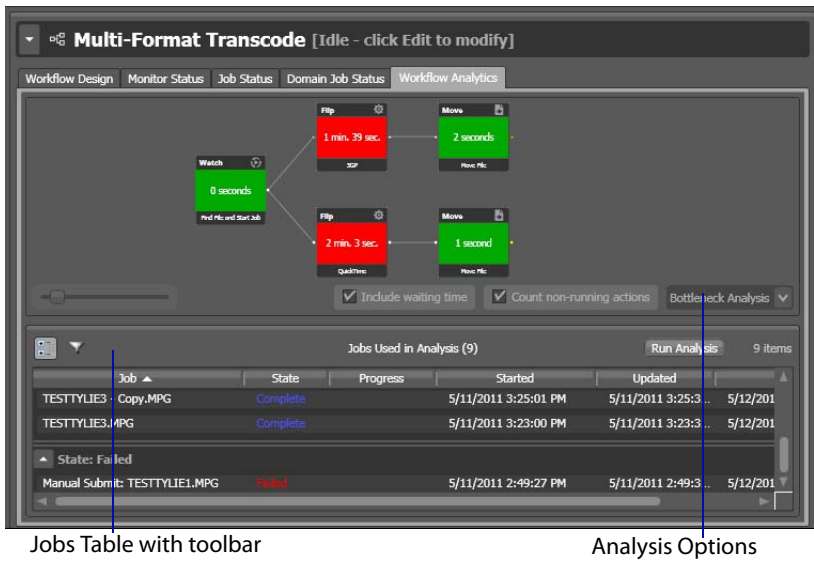 Multi-Format Transcode [Idle - click Edit to modify]
Workflow Design Monitor Status Job Status Domain Job Status Workflow Analytics
Flip
1 min. 39 sec.
3GP
Move
2 seconds
Move File
Watch
0 seconds
Find File and Start Job
Flip
2 min. 3 sec.
QuickTime
Move
1 second
Move File
Include waiting time Count non-running actions Bottleneck Analysis
Jobs Used in Analysis (9) Run Analysis 9 items
Job State Progress Started Updated
TESTTYLIE3 - Copy.MPG Complete 5/11/2011 3:25:01 PM 5/11/2011 3:25:3... 5/12/201
TESTTYLIE3.MPG Complete 5/11/2011 3:23:00 PM 5/11/2011 3:23:3... 5/12/201
State: Failed
Manual Submit: TESTTYLIE1.MPG Failed 5/11/2011 2:49:27 PM 5/11/2011 2:49:3... 5/12/201
Jobs Table with toolbar Analysis Options